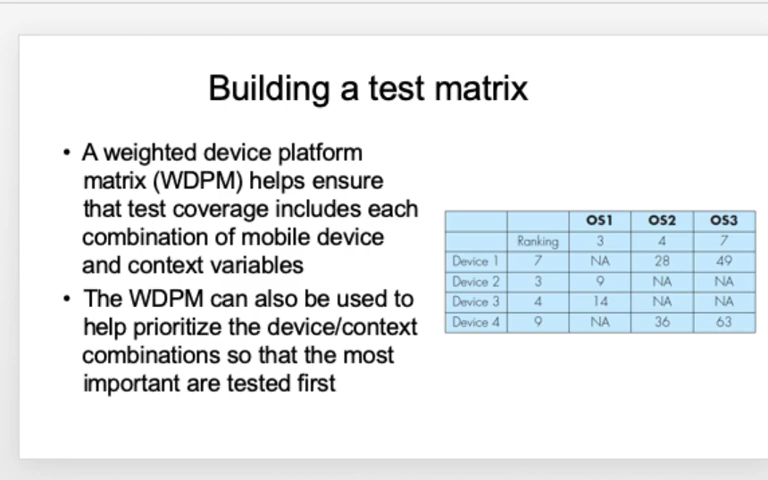 Building a test matrix
• A weighted device platform
matrix (WDPM) helps ensure
that test coverage includes each
combination of mobile device
and context variables
• The WDPM can also be used to
help prioritize the device/context
combinations so that the most
important are tested first
OS1 OS2 OS3
Ranking 3 4 7
Device 1 7 NA 28 49
Device 2 3 9 NA NA
Device 3 4 14 NA NA
Device 4 9 NA 36 63